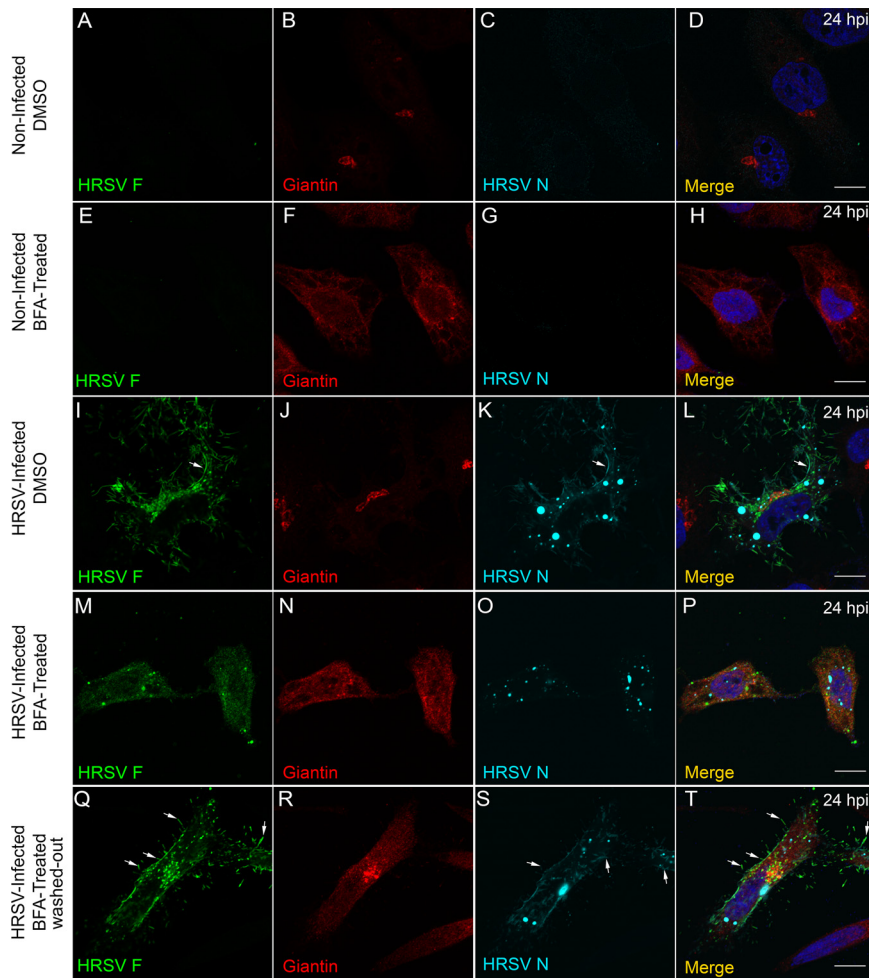 A
B
C
D
24 hpi
Non-Infected
DMSO
HRSV F
Giantin
HRSV N
Merge
E
F
G
H
24 hpi
Non-Infected
BFA-Treated
HRSV F
Giantin
HRSV N
Merge
I
J
K
L
24 hpi
HRSV-Infected
DMSO
HRSV F
Giantin
HRSV N
Merge
M
N
O
P
24 hpi
HRSV-Infected
BFA-Treated
HRSV F
Giantin
HRSV N
Merge
Q
R
S
T
24 hpi
HRSV-Infected
BFA-Treated
washed-out
HRSV F
Giantin
HRSV N
Merge